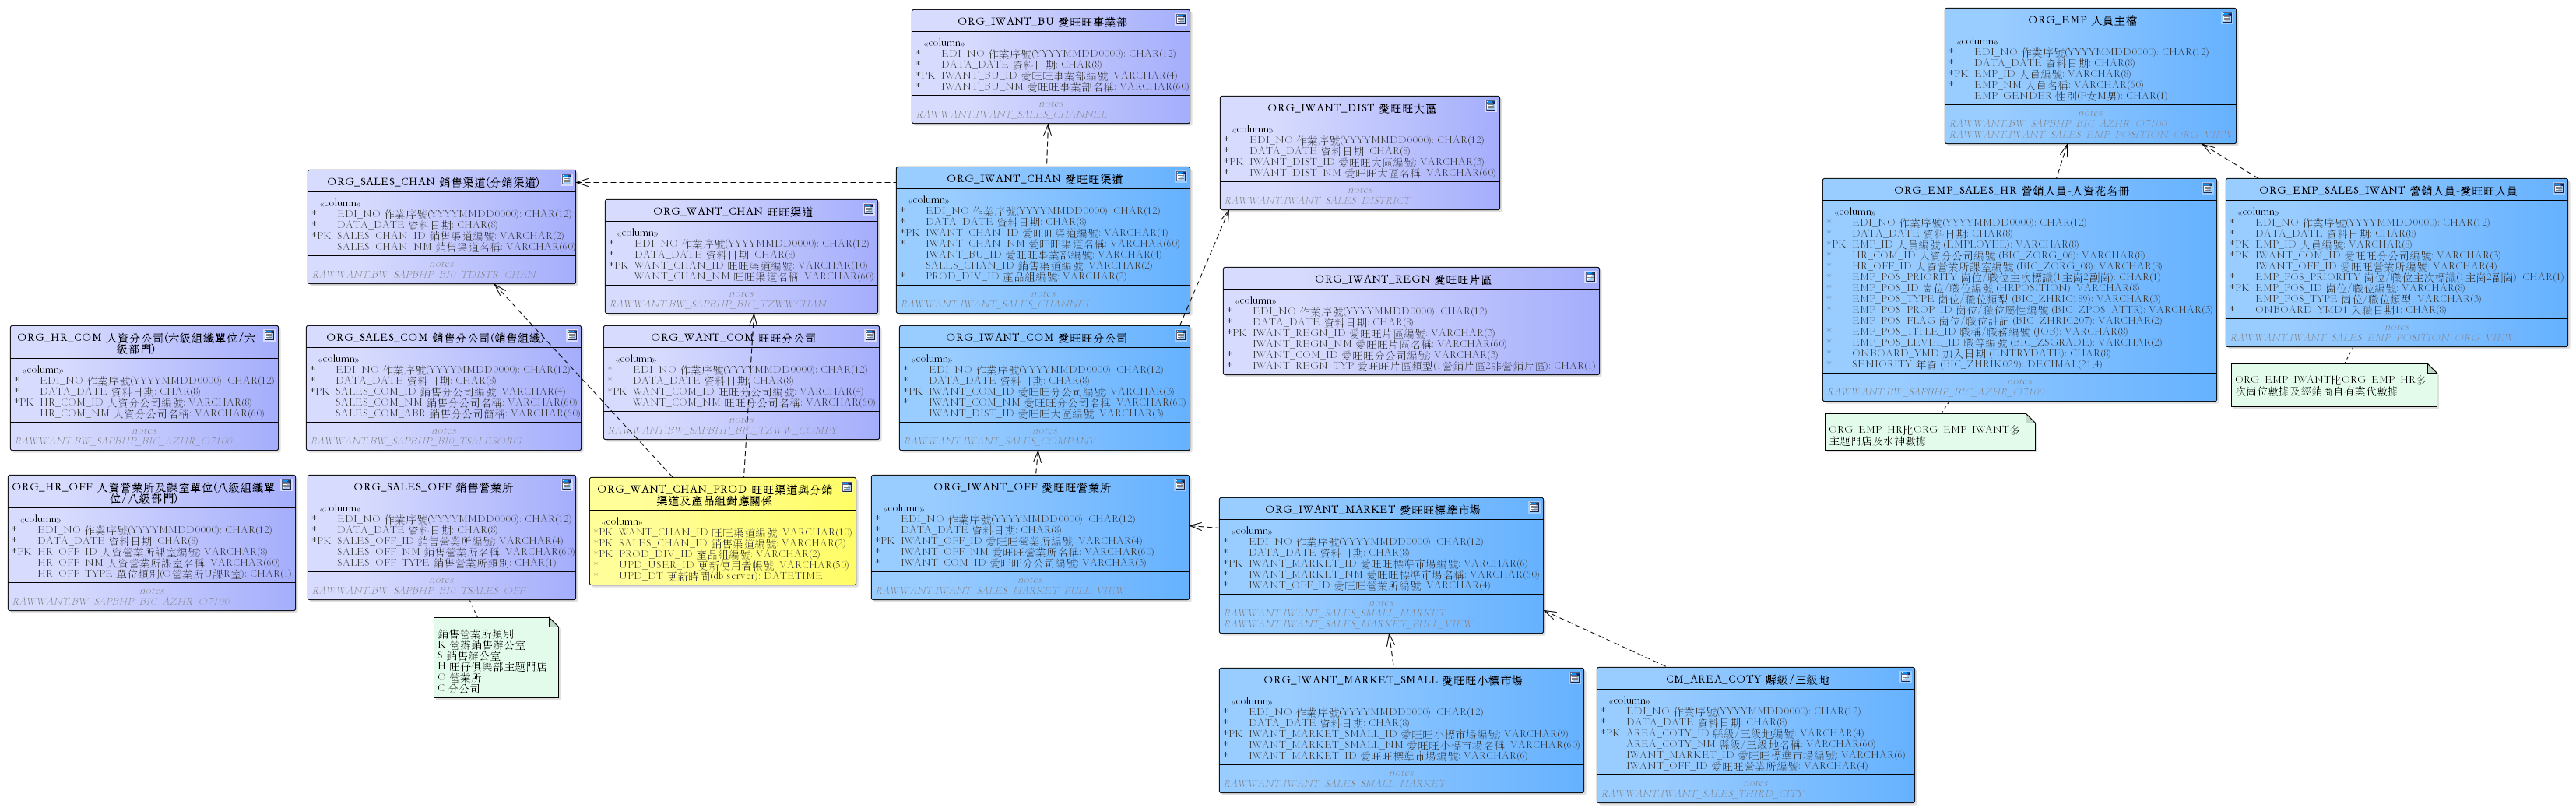 ORG_IWANT_BU 愛旺旺事業部
«column»
* EDI_NO 作業序號(YYYYMMDD0000): CHAR(12)
* DATA_DATE 資料日期: CHAR(8)
*PK IWANT_BU_ID 愛旺旺事業部編號: VARCHAR(4)
* IWANT_BU_NM 愛旺旺事業部名稱: VARCHAR(60)
notes
RAWWANT.IWANT_SALES_CHANNEL
ORG_EMP 人員主檔
«column»
* EDI_NO 作業序號(YYYYMMDD0000): CHAR(12)
* DATA_DATE 資料日期: CHAR(8)
*PK EMP_ID 人員編號: VARCHAR(8)
* EMP_NM 人員名稱: VARCHAR(60)
EMP_GENDER 性別(F女M男): CHAR(1)
notes
RAWWANT.BW_SAPBHP_BIC_AZHR_O7100
RAWWANT.IWANT_SALES_EMP_POSITION_ORG_VIEW
ORG_IWANT_DIST 愛旺旺大區
«column»
* EDI_NO 作業序號(YYYYMMDD0000): CHAR(12)
* DATA_DATE 資料日期: CHAR(8)
*PK IWANT_DIST_ID 愛旺旺大區編號: VARCHAR(3)
* IWANT_DIST_NM 愛旺旺大區名稱: VARCHAR(60)
notes
RAWWANT.IWANT_SALES_DISTRICT
ORG_SALES_CHAN 銷售渠道(分銷渠道)
«column»
* EDI_NO 作業序號(YYYYMMDD0000): CHAR(12)
* DATA_DATE 資料日期: CHAR(8)
*PK SALES_CHAN_ID 銷售渠道編號: VARCHAR(2)
SALES_CHAN_NM 銷售渠道名稱: VARCHAR(60)
notes
RAWWANT.BW_SAPBHP_BI0_TDISTR_CHAN
ORG_WANT_CHAN 旺旺渠道
«column»
* EDI_NO 作業序號(YYYYMMDD0000): CHAR(12)
* DATA_DATE 資料日期: CHAR(8)
*PK WANT_CHAN_ID 旺旺渠道編號: VARCHAR(10)
WANT_CHAN_NM 旺旺渠道名稱: VARCHAR(60)
notes
RAWWANT.BW_SAPBHP_BIC_TZWWCHAN
ORG_IWANT_CHAN 愛旺旺渠道
«column»
* EDI_NO 作業序號(YYYYMMDD0000): CHAR(12)
* DATA_DATE 資料日期: CHAR(8)
*PK IWANT_CHAN_ID 愛旺旺渠道編號: VARCHAR(4)
* IWANT_CHAN_NM 愛旺旺渠道名稱: VARCHAR(60)
IWANT_BU_ID 愛旺旺事業部編號: VARCHAR(4)
SALES_CHAN_ID 銷售渠道編號: VARCHAR(2)
* PROD_DIV_ID 產品組編號: VARCHAR(2)
notes
RAWWANT.IWANT_SALES_CHANNEL
ORG_EMP_SALES_HR 營銷人員-人資花名冊
«column»
* EDI_NO 作業序號(YYYYMMDD0000): CHAR(12)
* DATA_DATE 資料日期: CHAR(8)
*PK EMP_ID 人員編號 (EMPLOYEE): VARCHAR(8)
* HR_COM_ID 人資分公司編號 (BIC_ZORG_06): VARCHAR(8)
* HR_OFF_ID 人資營業所課室編號 (BIC_ZORG_08): VARCHAR(8)
* EMP_POS_PRIORITY 崗位/職位主次標識(1主崗2副崗): CHAR(1)
* EMP_POS_ID 崗位/職位編號 (HRPOSITION): VARCHAR(8)
* EMP_POS_TYPE 崗位/職位類型 (BIC_ZHRIC189): VARCHAR(3)
* EMP_POS_PROP_ID 崗位/職位屬性編號 (BIC_ZPOS_ATTR): VARCHAR(3)
EMP_POS_FLAG 崗位/職位註記 (BIC_ZHRIC207): VARCHAR(2)
* EMP_POS_TITLE_ID 職稱/職務編號 (JOB): VARCHAR(8)
* EMP_POS_LEVEL_ID 職等編號 (BIC_ZSGRADE): VARCHAR(2)
* ONBOARD_YMD 加入日期 (ENTRYDATE): CHAR(8)
* SENIORITY 年資 (BIC_ZHRIK029): DECIMAL(21,4)
notes
RAWWANT.BW_SAPBHP_BIC_AZHR_O7100
ORG_EMP_SALES_IWANT 營銷人員-愛旺旺人員
«column»
* EDI_NO 作業序號(YYYYMMDD0000): CHAR(12)
* DATA_DATE 資料日期: CHAR(8)
*PK EMP_ID 人員編號: VARCHAR(8)
*PK IWANT_COM_ID 愛旺旺分公司編號: VARCHAR(3)
IWANT_OFF_ID 愛旺旺營業所編號: VARCHAR(4)
* EMP_POS_PRIORITY 崗位/職位主次標識(1主崗2副崗): CHAR(1)
*PK EMP_POS_ID 崗位/職位編號: VARCHAR(8)
EMP_POS_TYPE 崗位/職位類型: VARCHAR(3)
* ONBOARD_YMD1 入職日期1: CHAR(8)
notes
RAWWANT.IWANT_SALES_EMP_POSITION_ORG_VIEW
ORG_IWANT_REGN 愛旺旺片區
«column»
* EDI_NO 作業序號(YYYYMMDD0000): CHAR(12)
* DATA_DATE 資料日期: CHAR(8)
*PK IWANT_REGN_ID 愛旺旺片區編號: VARCHAR(3)
IWANT_REGN_NM 愛旺旺片區名稱: VARCHAR(60)
* IWANT_COM_ID 愛旺旺分公司編號: VARCHAR(3)
* IWANT_REGN_TYP 愛旺旺片區類型(1營銷片區2非營銷片區): CHAR(1)
ORG_HR_COM 人資分公司(六級組織單位/六
級部門)
«column»
* EDI_NO 作業序號(YYYYMMDD0000): CHAR(12)
* DATA_DATE 資料日期: CHAR(8)
*PK HR_COM_ID 人資分公司編號: VARCHAR(8)
HR_COM_NM 人資分公司名稱: VARCHAR(60)
notes
RAWWANT.BW_SAPBHP_BIC_AZHR_O7100
ORG_SALES_COM 銷售分公司(銷售組織)
«column»
* EDI_NO 作業序號(YYYYMMDD0000): CHAR(12)
* DATA_DATE 資料日期: CHAR(8)
*PK SALES_COM_ID 銷售分公司編號: VARCHAR(4)
SALES_COM_NM 銷售分公司名稱: VARCHAR(60)
SALES_COM_ABR 銷售分公司簡稱: VARCHAR(60)
notes
RAWWANT.BW_SAPBHP_BI0_TSALESORG
ORG_WANT_COM 旺旺分公司
«column»
* EDI_NO 作業序號(YYYYMMDD0000): CHAR(12)
* DATA_DATE 資料日期: CHAR(8)
*PK WANT_COM_ID 旺旺分公司編號: VARCHAR(4)
WANT_COM_NM 旺旺分公司名稱: VARCHAR(60)
notes
RAWWANT.BW_SAPBHP_BIC_TZWW_COMPY
ORG_IWANT_COM 愛旺旺分公司
«column»
* EDI_NO 作業序號(YYYYMMDD0000): CHAR(12)
* DATA_DATE 資料日期: CHAR(8)
*PK IWANT_COM_ID 愛旺旺分公司編號: VARCHAR(3)
* IWANT_COM_NM 愛旺旺分公司名稱: VARCHAR(60)
IWANT_DIST_ID 愛旺旺大區編號: VARCHAR(3)
notes
RAWWANT.IWANT_SALES_COMPANY
ORG_EMP_IWANT比ORG_EMP_HR多
次崗位數據及經銷商自有業代數據
ORG_EMP_HR比ORG_EMP_IWANT多
主題門店及水神數據
ORG_HR_OFF 人資營業所及課室單位(八級組織單
位/八級部門)
«column»
* EDI_NO 作業序號(YYYYMMDD0000): CHAR(12)
* DATA_DATE 資料日期: CHAR(8)
*PK HR_OFF_ID 人資營業所課室編號: VARCHAR(8)
HR_OFF_NM 人資營業所課室名稱: VARCHAR(60)
HR_OFF_TYPE 單位類別(O營業所U課R室): CHAR(1)
notes
RAWWANT.BW_SAPBHP_BIC_AZHR_O7100
ORG_SALES_OFF 銷售營業所
«column»
* EDI_NO 作業序號(YYYYMMDD0000): CHAR(12)
* DATA_DATE 資料日期: CHAR(8)
*PK SALES_OFF_ID 銷售營業所編號: VARCHAR(4)
SALES_OFF_NM 銷售營業所名稱: VARCHAR(60)
SALES_OFF_TYPE 銷售營業所類別: CHAR(1)
notes
RAWWANT.BW_SAPBHP_BI0_TSALES_OFF
ORG_WANT_CHAN_PROD 旺旺渠道與分銷
渠道及產品組對應關係
«column»
*PK WANT_CHAN_ID 旺旺渠道編號: VARCHAR(10)
*PK SALES_CHAN_ID 銷售渠道編號: VARCHAR(2)
*PK PROD_DIV_ID 產品組編號: VARCHAR(2)
* UPD_USER_ID 更新使用者帳號: VARCHAR(50)
* UPD_DT 更新時間(db server): DATETIME
ORG_IWANT_OFF 愛旺旺營業所
«column»
* EDI_NO 作業序號(YYYYMMDD0000): CHAR(12)
* DATA_DATE 資料日期: CHAR(8)
*PK IWANT_OFF_ID 愛旺旺營業所編號: VARCHAR(4)
* IWANT_OFF_NM 愛旺旺營業所名稱: VARCHAR(60)
* IWANT_COM_ID 愛旺旺分公司編號: VARCHAR(3)
notes
RAWWANT.IWANT_SALES_MARKET_FULL_VIEW
ORG_IWANT_MARKET 愛旺旺標準市場
«column»
* EDI_NO 作業序號(YYYYMMDD0000): CHAR(12)
* DATA_DATE 資料日期: CHAR(8)
*PK IWANT_MARKET_ID 愛旺旺標準市場編號: VARCHAR(6)
* IWANT_MARKET_NM 愛旺旺標準市場名稱: VARCHAR(60)
* IWANT_OFF_ID 愛旺旺營業所編號: VARCHAR(4)
notes
RAWWANT.IWANT_SALES_SMALL_MARKET
RAWWANT.IWANT_SALES_MARKET_FULL_VIEW
銷售營業所類別
K 營辦銷售辦公室
S 銷售辦公室
H 旺仔俱樂部主題門店
O 營業所
C 分公司
ORG_IWANT_MARKET_SMALL 愛旺旺小標市場
«column»
* EDI_NO 作業序號(YYYYMMDD0000): CHAR(12)
* DATA_DATE 資料日期: CHAR(8)
*PK IWANT_MARKET_SMALL_ID 愛旺旺小標市場編號: VARCHAR(9)
* IWANT_MARKET_SMALL_NM 愛旺旺小標市場名稱: VARCHAR(60)
* IWANT_MARKET_ID 愛旺旺標準市場編號: VARCHAR(6)
notes
RAWWANT.IWANT_SALES_SMALL_MARKET
CM_AREA_COTY 縣級/三級地
«column»
* EDI_NO 作業序號(YYYYMMDD0000): CHAR(12)
* DATA_DATE 資料日期: CHAR(8)
*PK AREA_COTY_ID 縣級/三級地編號: VARCHAR(4)
AREA_COTY_NM 縣級/三級地名稱: VARCHAR(60)
IWANT_MARKET_ID 愛旺旺標準市場編號: VARCHAR(6)
IWANT_OFF_ID 愛旺旺營業所編號: VARCHAR(4)
notes
RAWWANT.IWANT_SALES_THIRD_CITY